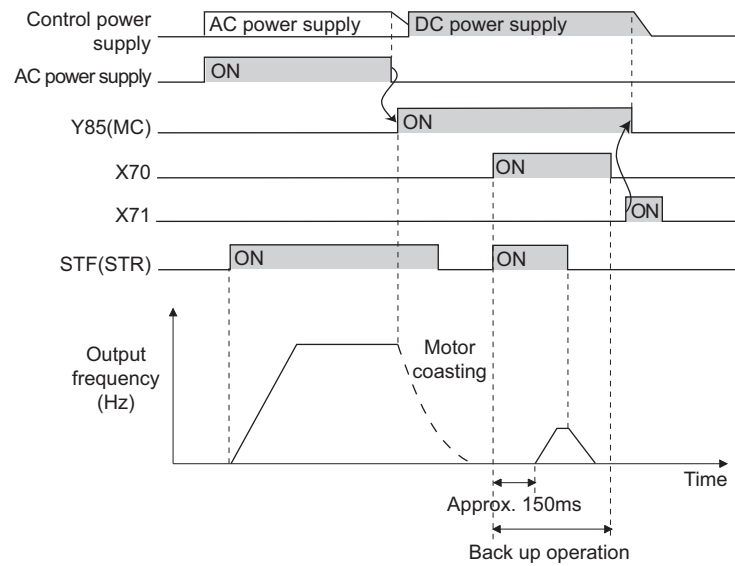 Control power
supply
AC power supply
DC power supply
AC power supply
ON
Y85(MC)
ON
X70
ON
X71
ON
STF(STR)
ON
ON
Output
frequency
(Hz)
Motor
coasting
Time
Approx. 150ms
Back up operation